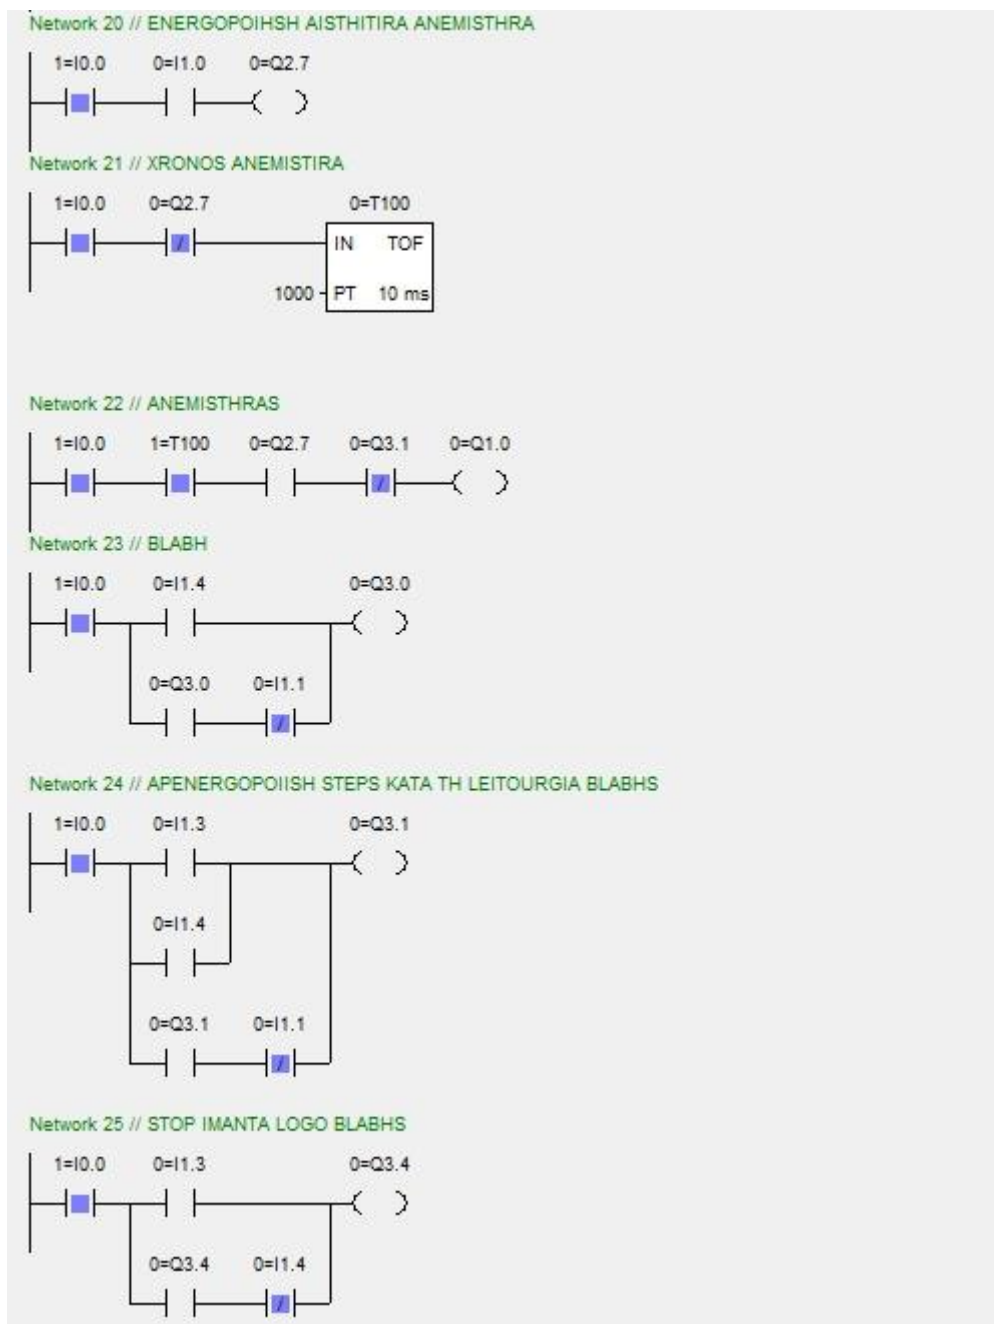 Network 20 // ENERGOPOIHSH AISTHITIRA ANEMISTHRA
1=I0.0 0=I1.0 0=Q2.7
Network 21 // XRONOS ANEMISTIRA
1=I0.0 0=Q2.7 0=T100
/ IN TOF
1000 PT 10 ms
Network 22 // ANEMISTHRAS
1=I0.0 1=T100 0=Q2.7 0=Q3.1 0=Q1.0
/
Network 23 // BLABH
1=I0.0 0=I1.4 0=Q3.0
0=Q3.0 0=I1.1
/
Network 24 // APENERGOPOIISH STEPS KATA TH LEITOURGIA BLABHS
1=I0.0 0=I1.3 0=Q3.1
0=I1.4
0=Q3.1 0=I1.1
/
Network 25 // STOP IMANTA LOGO BLABHS
1=I0.0 0=I1.3 0=Q3.4
0=Q3.4 0=I1.4
/